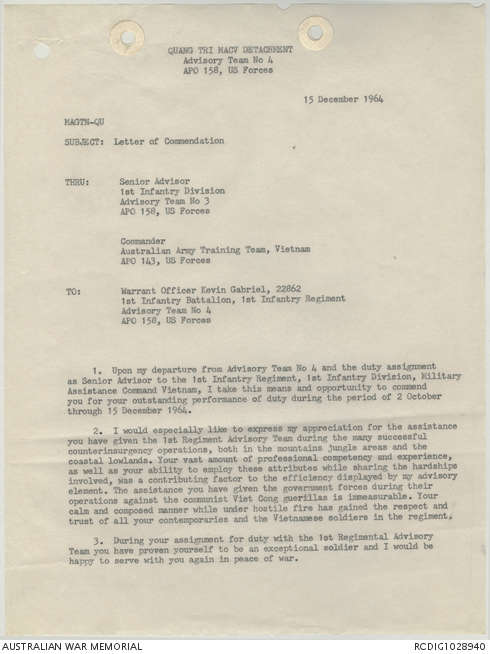 QUANG TRI MACV DETACHMENT
Advisory Team No 4
APO 158, US Forces
15 December 1964
MAGTN-QU
SUBJECT: Letter of Commendation
THRU: Senior Advisor
1st Infantry Division
Advisory Team No 3
APO 158, US Forces
Commander
Australian Army Training Team, Vietnam
APO 143, US Forces
TO: Warrant Officer Kevin Gabriel, 22862
1st Infantry Battalion, 1st Infantry Regiment
Advisory Team No 4
APO 158, US Forces
1. Upon my departure from Advisory Team No 4 and the duty assignment
as Senior Advisor to the 1st Infantry Regiment, 1st Infantry Division, Military
Assistance Command Vietnam, I take this means and opportunity to commend
you for your outstanding performance of duty during the period of 2 October
through 15 December 1964.
2. I would especially like to express my appreciation for the assistance
you have given the 1st Regiment Advisory Team during the many successful
counterinsurgency operations, both in the mountains jungle areas and the
coastal lowlands. Your vast amount of professional competency and experience,
as well as your ability to employ these attributes while sharing the hardships
involved, was a contributing factor to the efficiency displayed by my advisory
element. The assistance you have given the government forces during their
operations against the communist Viet Cong guerillas is immeasurable. Your
calm and composed manner while under hostile fire has gained the respect and
trust of all your contemporaries and the Vietnamese soldiers in the regiment.
3. During your assignment for duty with the 1st Regimental Advisory
Team you have proven yourself to be an exceptional soldier and I would be
happy to serve with you again in peace of war.
AUSTRALIAN WAR MEMORIAL
RCDIG1028940